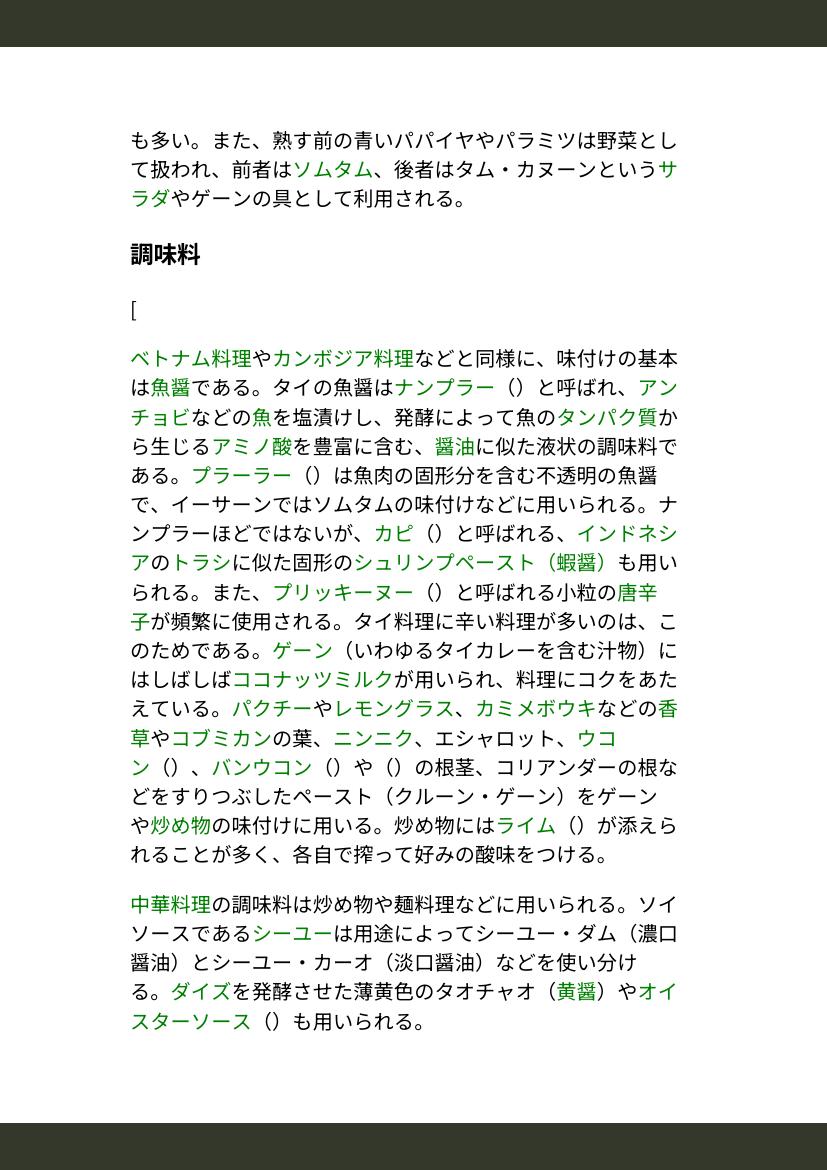 も多い。また、熟す前の青いパパイヤやパラミツは野菜とし
て扱われ、前者はソムタム、後者はタム・カヌーンというサ
ラダやゲーンの具として利用される。
調味料
[
ベトナム料理やカンボジア料理などと同様に、味付けの基本
は魚醤である。タイの魚醤はナンプラー（）と呼ばれ、アン
チョビなどの魚を塩漬けし、発酵によって魚のタンパク質か
ら生じるアミノ酸を豊富に含む、醤油に似た液状の調味料で
ある。プラーラー（）は魚肉の固形分を含む不透明の魚醤
で、イーサーンではソムタムの味付けなどに用いられる。ナ
ンプラーほどではないが、カピ（）と呼ばれる、インドネシ
アのトラシに似た固形のシュリンプペースト（蝦醤）も用い
られる。また、プリッキーヌー（）と呼ばれる小粒の唐辛
子が頻繁に使用される。タイ料理に辛い料理が多いのは、こ
のためである。ゲーン（いわゆるタイカレーを含む汁物）に
はしばしばココナッツミルクが用いられ、料理にコクをあた
えている。パクチーやレモングラス、カミメボウキなどの香
草やコブミカンの葉、ニンニク、エシャロット、ウコ
ン（）、バンウコン（）や（）の根茎、コリアンダーの根な
どをすりつぶしたペースト（クルーン・ゲーン）をゲーン
や炒め物の味付けに用いる。炒め物にはライム（）が添えら
れることが多く、各自で搾って好みの酸味をつける。
中華料理の調味料は炒め物や麺料理などに用いられる。ソイ
ソースであるシーユーは用途によってシーユー・ダム（濃口
醤油）とシーユー・カーオ（淡口醤油）などを使い分け
る。ダイズを発酵させた薄黄色のタオチャオ（黄醤）やオイ
スターソース（）も用いられる。